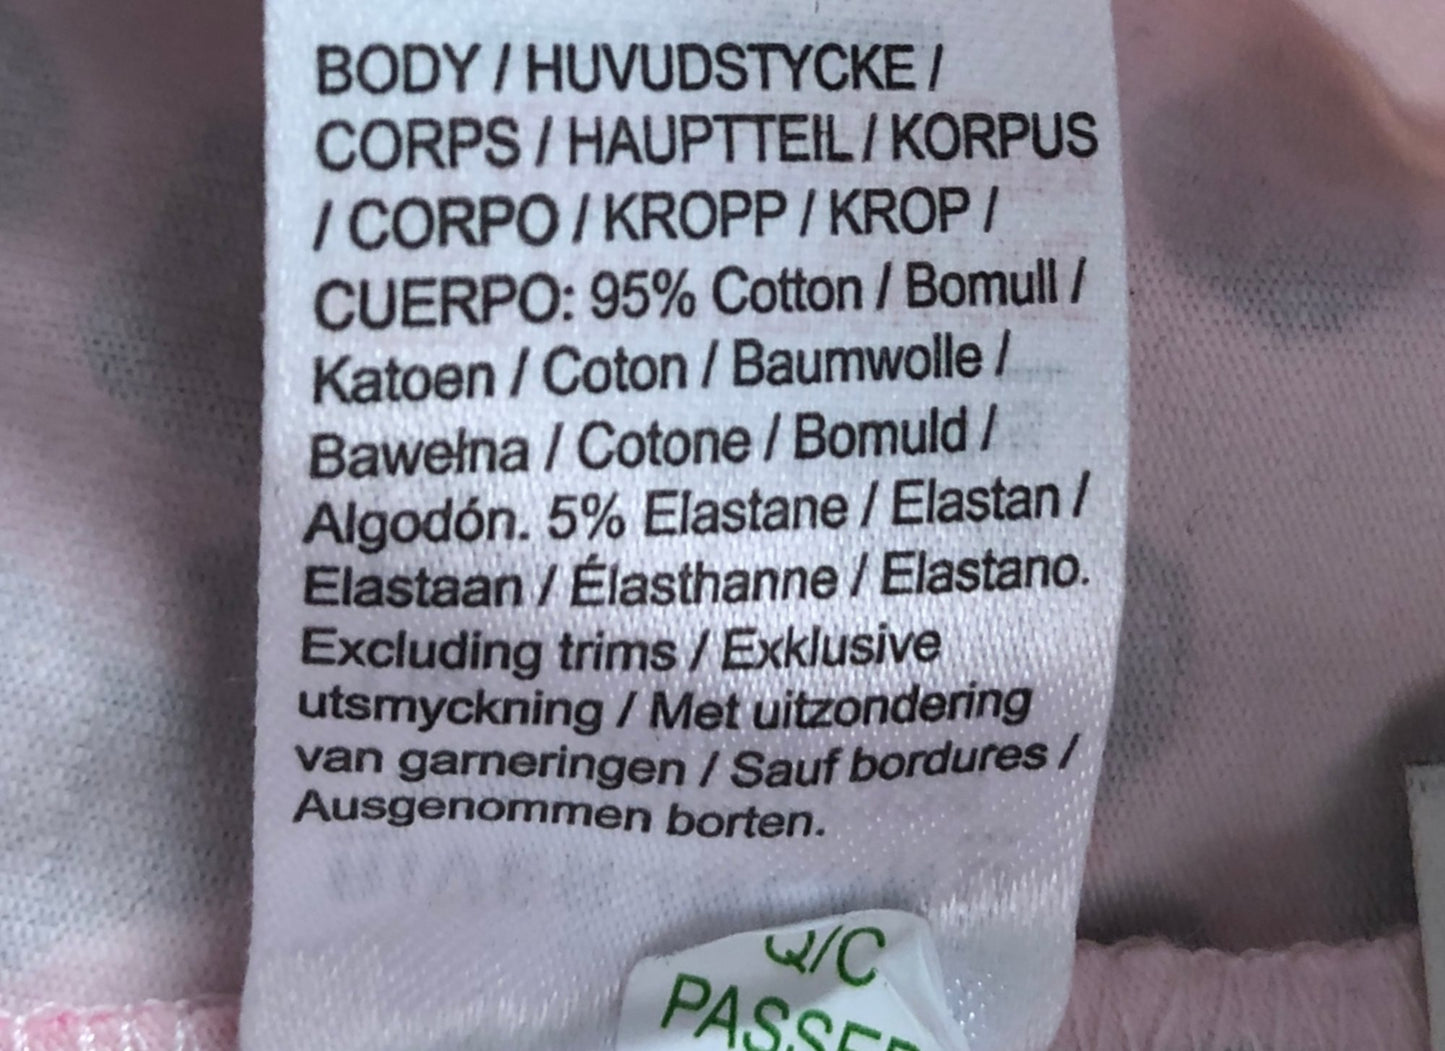 BODY / HUVUDSTYCKE /
CORPS / HAUPTTEIL / KORPUS
/ CORPO / KROPP / KROP /
CUERPO: 95% Cotton / Bomull /
Katoen / Coton / Baumwolle /
Bawełna / Cotone / Bomuld /
Algodón. 5% Elastane / Elastan /
Elastaan / Élasthanne / Elastano.
Excluding trims / Exklusive
utsmyckning / Met uitzondering
van garneringen / Sauf bordures /
Ausgenommen borten.
Q/C
PASSED